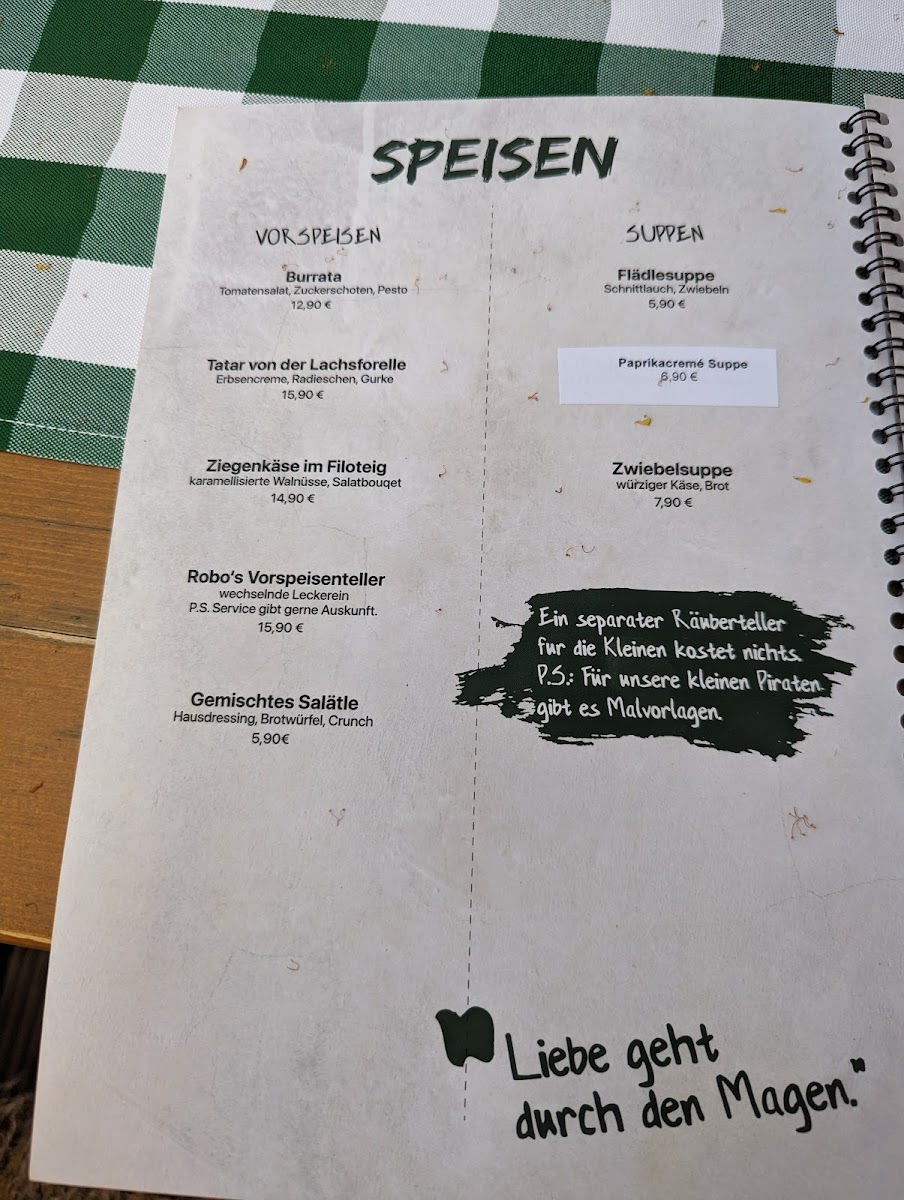 SPEISEN
VORSPEISEN
Burrata
Tomatensalat, Zuckerschoten, Pesto
12,90 €
Tatar von der Lachsforelle
Erbsencreme, Radieschen, Gurke
15,90 €
Ziegenkäse im Filoteig
karamellisierte Walnüsse, Salatbouqet
14,90 €
Robo's Vorspeisenteller
wechselnde Leckerein
P.S. Service gibt gerne Auskunft.
15,90 €
Gemischtes Salätle
Hausdressing, Brotwürfel, Crunch
5,90€
SUPPEN
Flädlesuppe
Schnittlauch, Zwiebeln
5,90 €
Paprikacremé Suppe
6,90 €
Zwiebelsuppe
würziger Käse, Brot
7,90 €
Ein separater Räuberteller
fur die Kleinen kostet nichts.
P.S.: Für unsere kleinen Piraten
gibt es Malvorlagen.
"Liebe geht
durch den Magen."